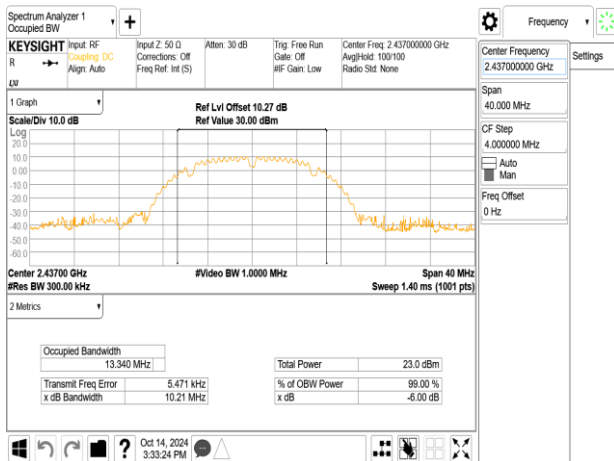 Spectrum Analyzer 1
Occupied BW
Frequency
KEYSIGHT
R
Input: RF
Coupling: DC
Align: Auto
Input Z: 50 Ω
Corrections: Off
Freq Ref: Int (S)
Atten: 30 dB
Trig: Free Run
Gate: Off
#IF Gain: Low
Center Freq: 2.437000000 GHz
Avg|Hold: 100/100
Radio Std: None
Center Frequency
2.437000000 GHz
Settings
Span
40.000 MHz
CF Step
4.000000 MHz
Auto
Man
Freq Offset
0 Hz
1 Graph
Scale/Div 10.0 dB
Ref Lvl Offset 10.27 dB
Ref Value 30.00 dBm
Log
20.0
10.0
0.00
-10.0
-20.0
-30.0
-40.0
-50.0
-60.0
Center 2.43700 GHz
#Res BW 300.00 kHz
#Video BW 1.0000 MHz
Span 40 MHz
Sweep 1.40 ms (1001 pts)
2 Metrics
Occupied Bandwidth
13.340 MHz
Total Power 23.0 dBm
Transmit Freq Error 5.471 kHz
% of OBW Power 99.00 %
x dB Bandwidth 10.21 MHz
x dB -6.00 dB
?
Oct 14, 2024
3:33:24 PM